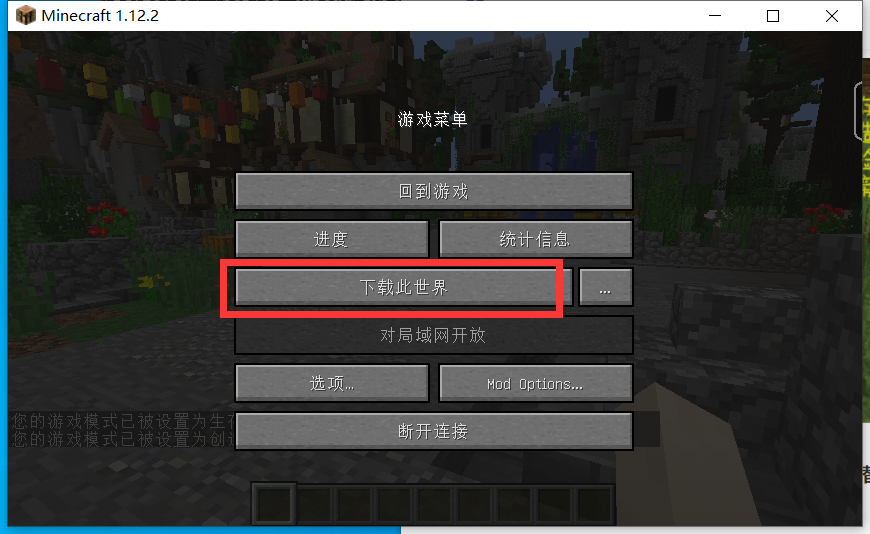 Minecraft 1.12.2
游戏菜单
回到游戏
进度
统计信息
下载此世界
...
对局域网开放
选项...
Mod Options...
您的游戏模式已被设置为生存
您的游戏模式已被设置为创造
断开连接